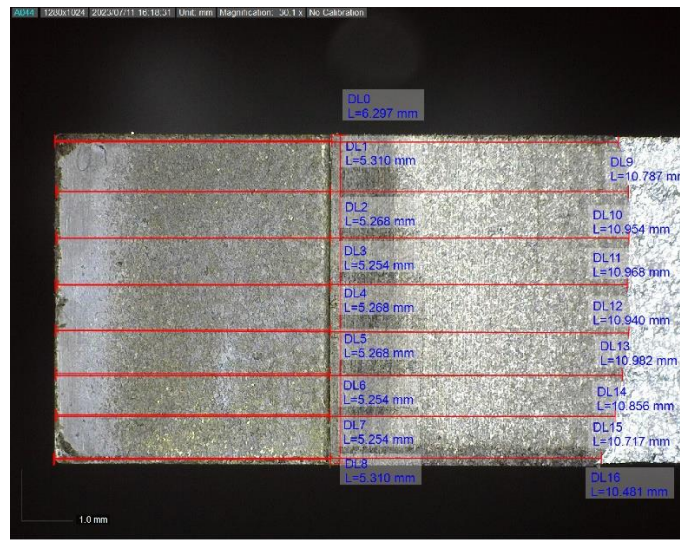 A044 1280x1024 2023/07/11 16:18:31 Unit: mm Magnification: 30.1 x No Calibration
DL0
L=6.297 mm
DL1
L=5.310 mm
DL9
L=10.787 mm
DL2
L=5.268 mm
DL10
L=10.954 mm
DL3
L=5.254 mm
DL11
L=10.968 mm
DL4
L=5.268 mm
DL12
L=10.940 mm
DL5
L=5.268 mm
DL13
L=10.982 mm
DL6
L=5.254 mm
DL14
L=10.856 mm
DL7
L=5.254 mm
DL15
L=10.717 mm
DL8
L=5.310 mm
DL16
L=10.481 mm
1.0 mm